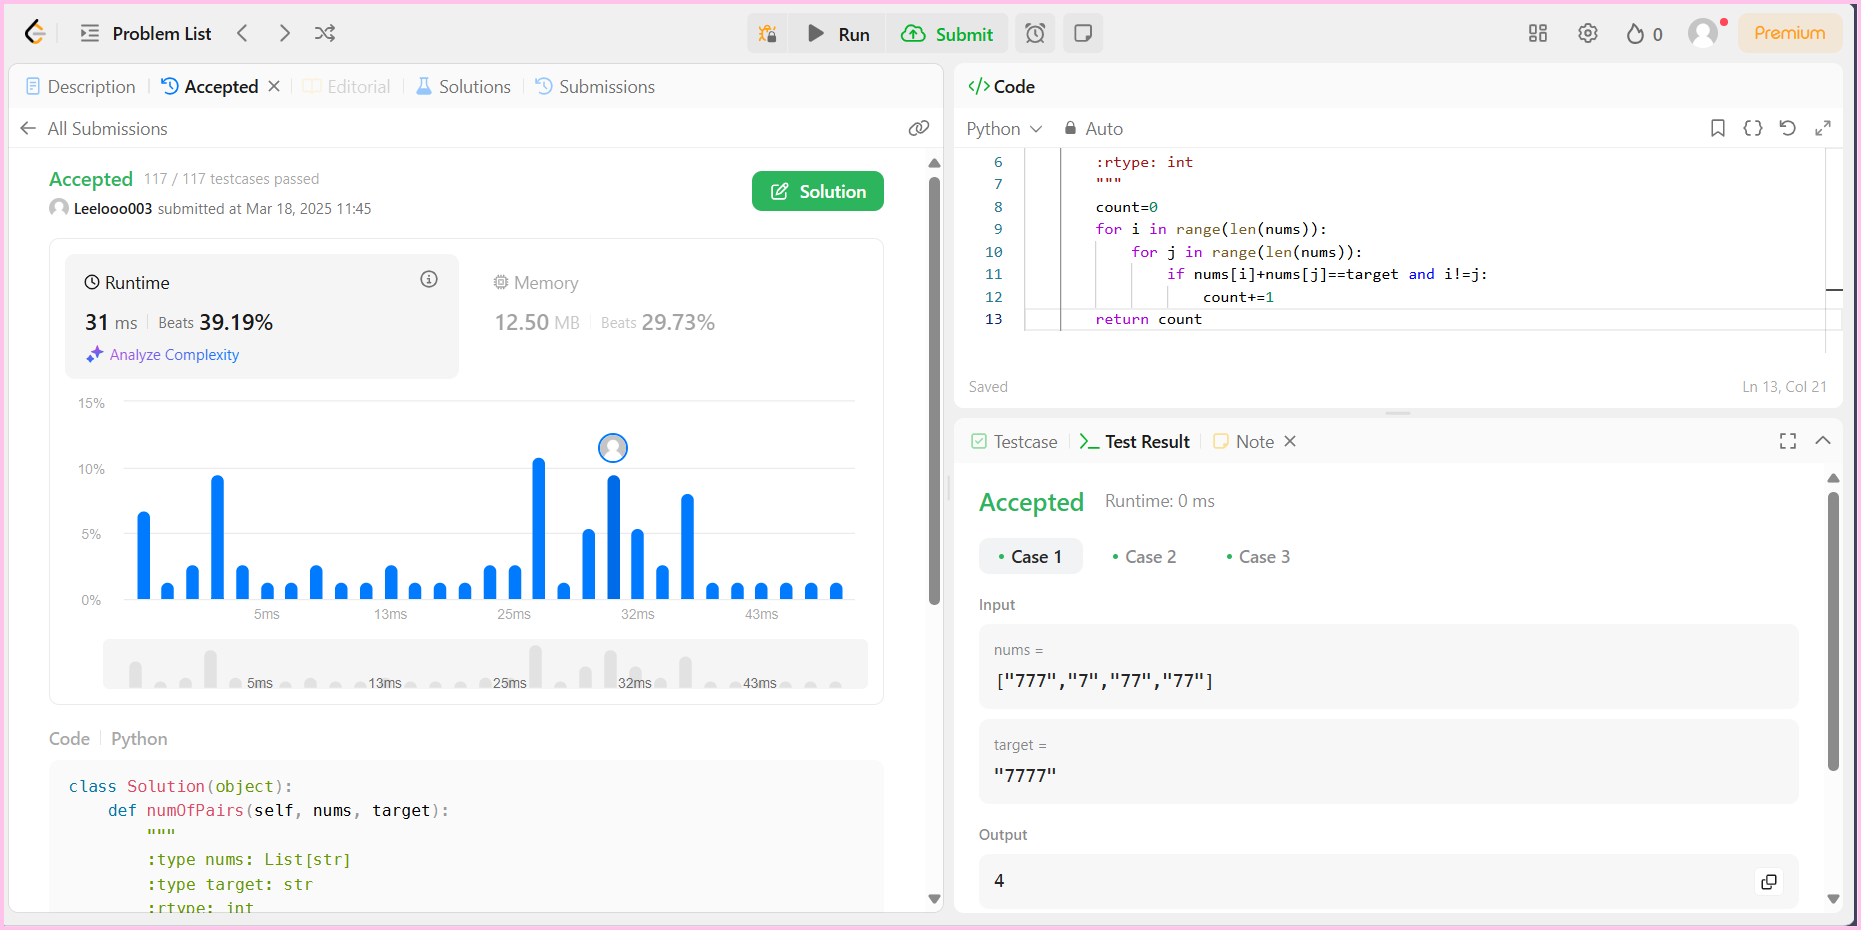 Problem List
Run
Submit
0
Premium
Description
Accepted
Editorial
Solutions
Submissions
All Submissions
Accepted 117 / 117 testcases passed
Leelooo003 submitted at Mar 18, 2025 11:45
Solution
Runtime
31 ms Beats 39.19%
Analyze Complexity
Memory
12.50 MB Beats 29.73%
15%
10%
5%
0%
5ms 13ms 25ms 32ms 43ms
5ms 13ms 25ms 32ms 43ms
Code Python
class Solution(object):
    def numOfPairs(self, nums, target):
        """
        :type nums: List[str]
        :type target: str
        :rtype: int
</> Code
Python Auto
6 :rtype: int
7 """
8 count=0
9 for i in range(len(nums)):
10     for j in range(len(nums)):
11         if nums[i]+nums[j]==target and i!=j:
12             count+=1
13 return count
Saved
Ln 13, Col 21
Testcase
Test Result
Note
Accepted Runtime: 0 ms
Case 1
Case 2
Case 3
Input
nums =
["777","7","77","77"]
target =
"7777"
Output
4